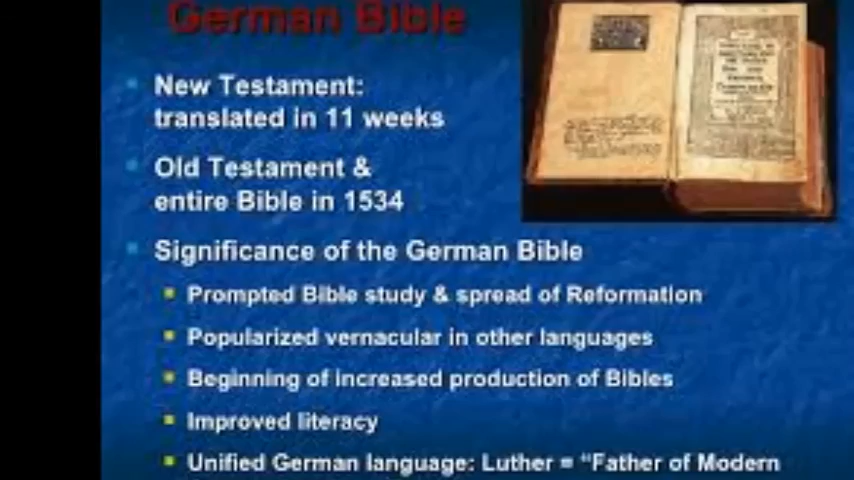 German Bible
New Testament:
translated in 11 weeks
Old Testament &
entire Bible in 1534
Significance of the German Bible
Prompted Bible study & spread of Reformation
Popularized vernacular in other languages
Beginning of increased production of Bibles
Improved literacy
Unified German language: Luther = “Father of Modern